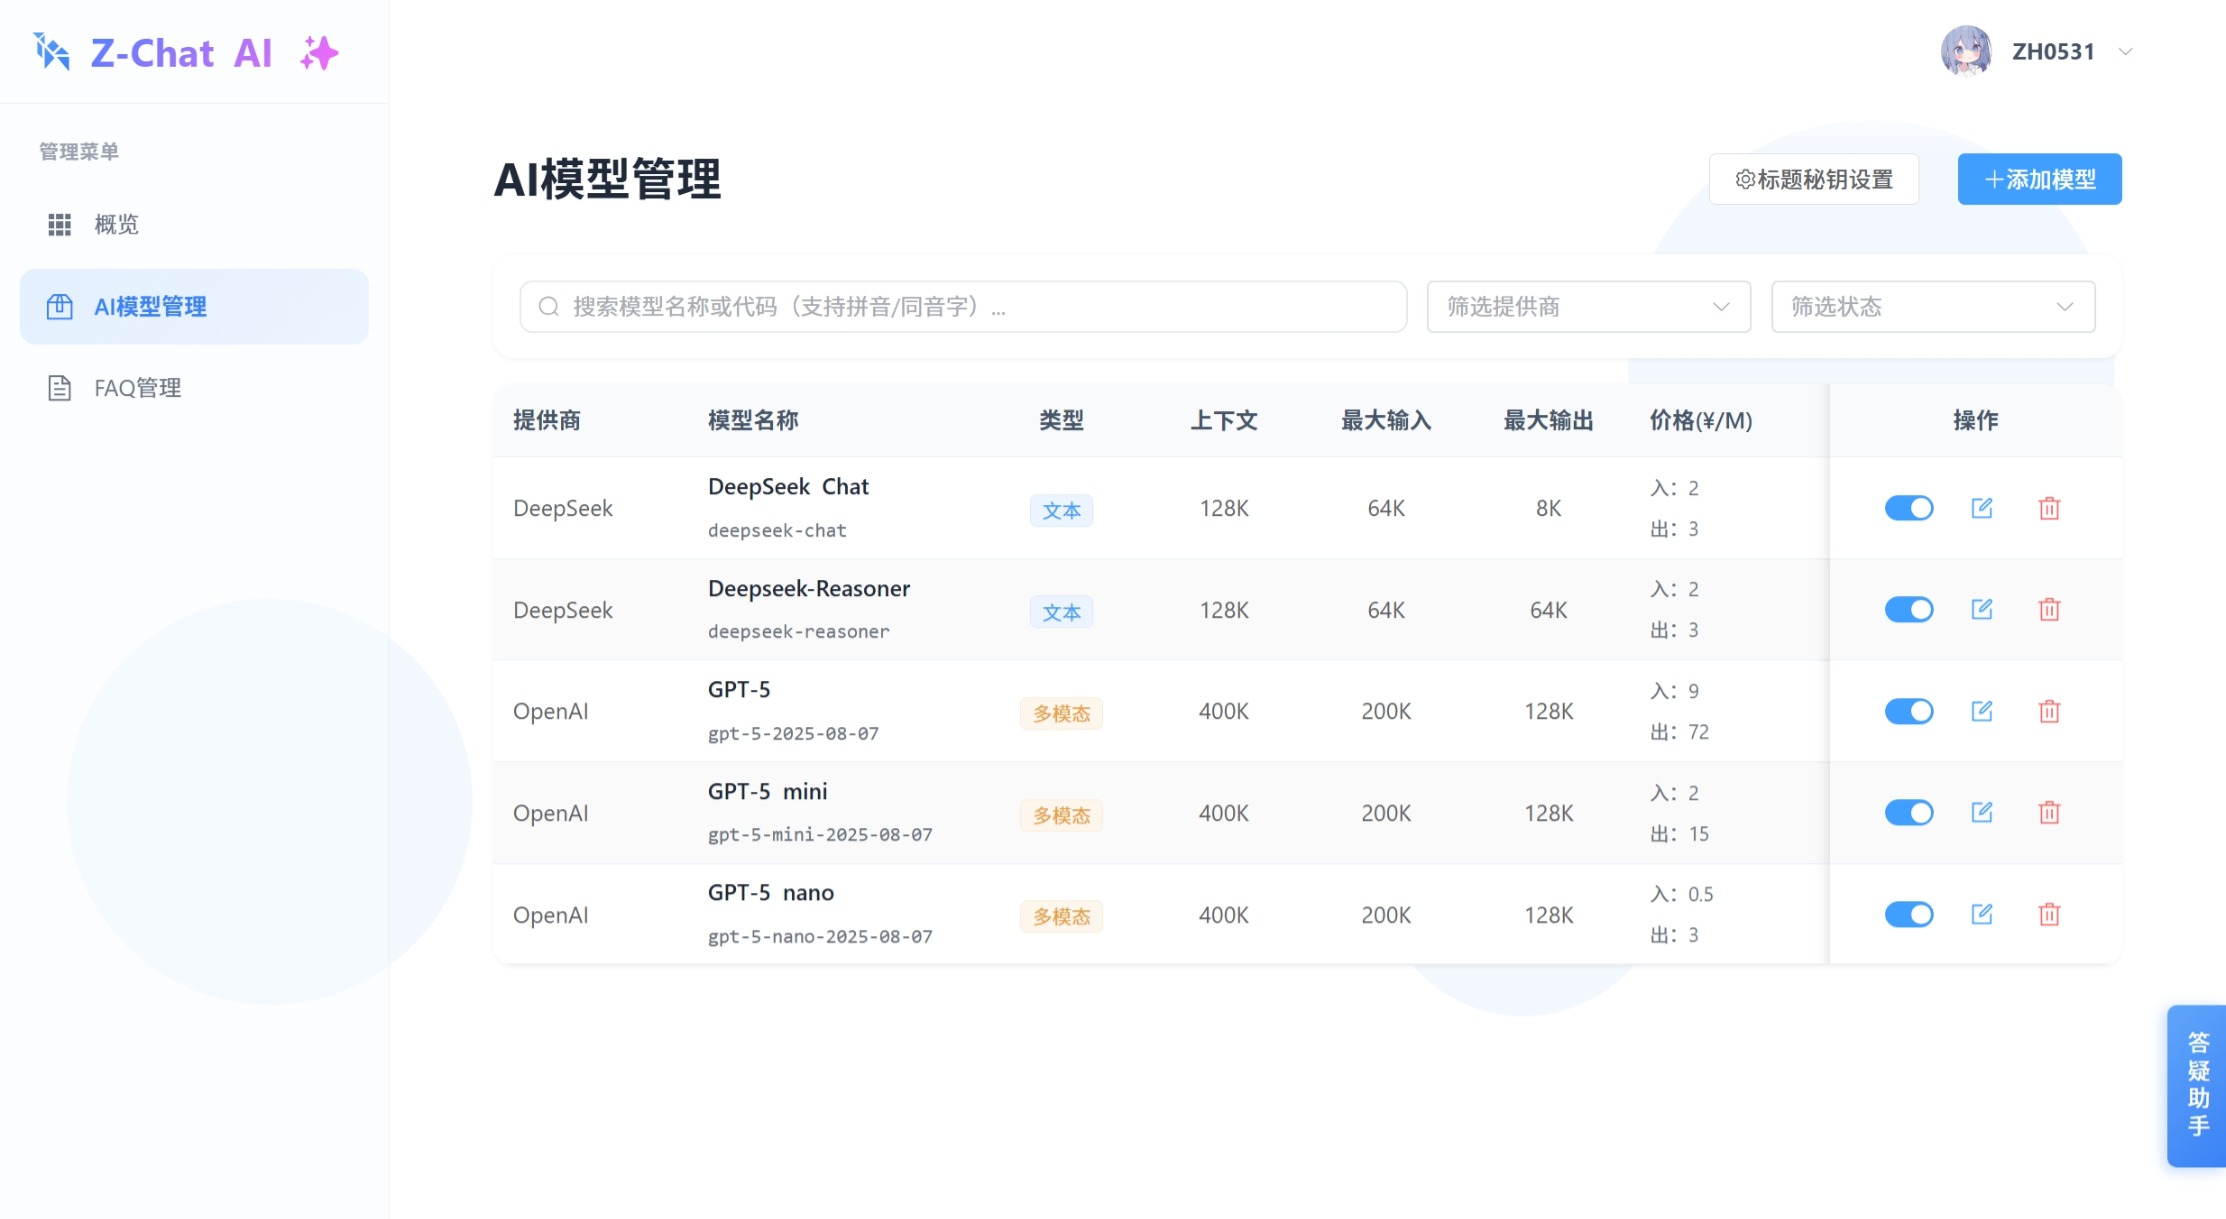 Z-Chat AI
ZH0531
管理菜单
概览
AI模型管理
FAQ管理
AI模型管理
标题秘钥设置
添加模型
搜索模型名称或代码（支持拼音/同音字）...
筛选提供商
筛选状态
提供商 模型名称 类型 上下文 最大输入 最大输出 价格(¥/M) 操作
DeepSeek DeepSeek Chat deepseek-chat 文本 128K 64K 8K 入：2 出：3
DeepSeek Deepseek-Reasoner deepseek-reasoner 文本 128K 64K 64K 入：2 出：3
OpenAI GPT-5 gpt-5-2025-08-07 多模态 400K 200K 128K 入：9 出：72
OpenAI GPT-5 mini gpt-5-mini-2025-08-07 多模态 400K 200K 128K 入：2 出：15
OpenAI GPT-5 nano gpt-5-nano-2025-08-07 多模态 400K 200K 128K 入：0.5 出：3
答疑助手